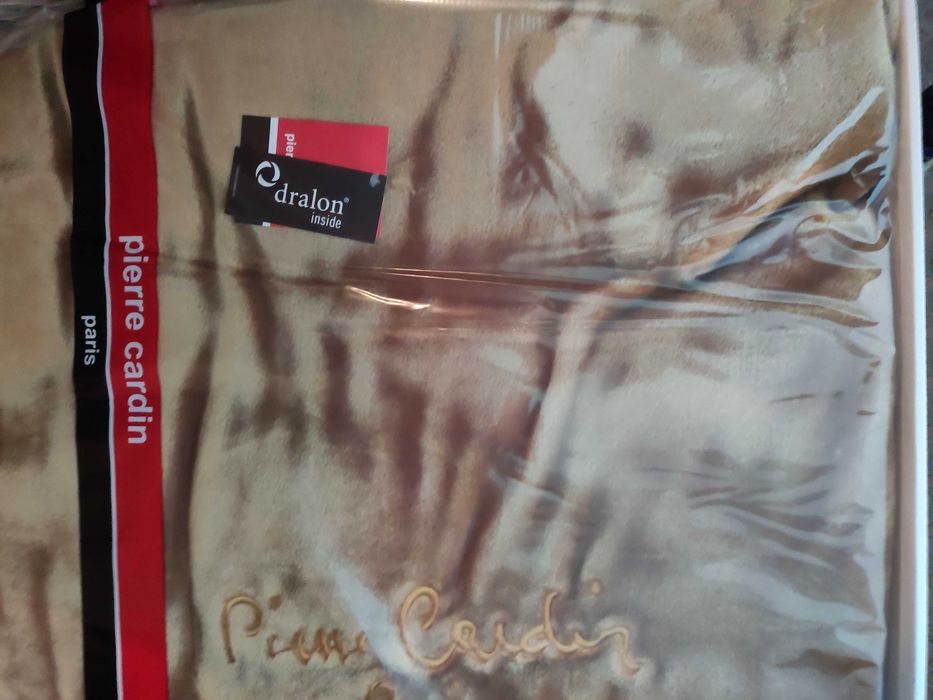 pierre cardin
paris
pier
dralon®
inside
Pierre Cardin